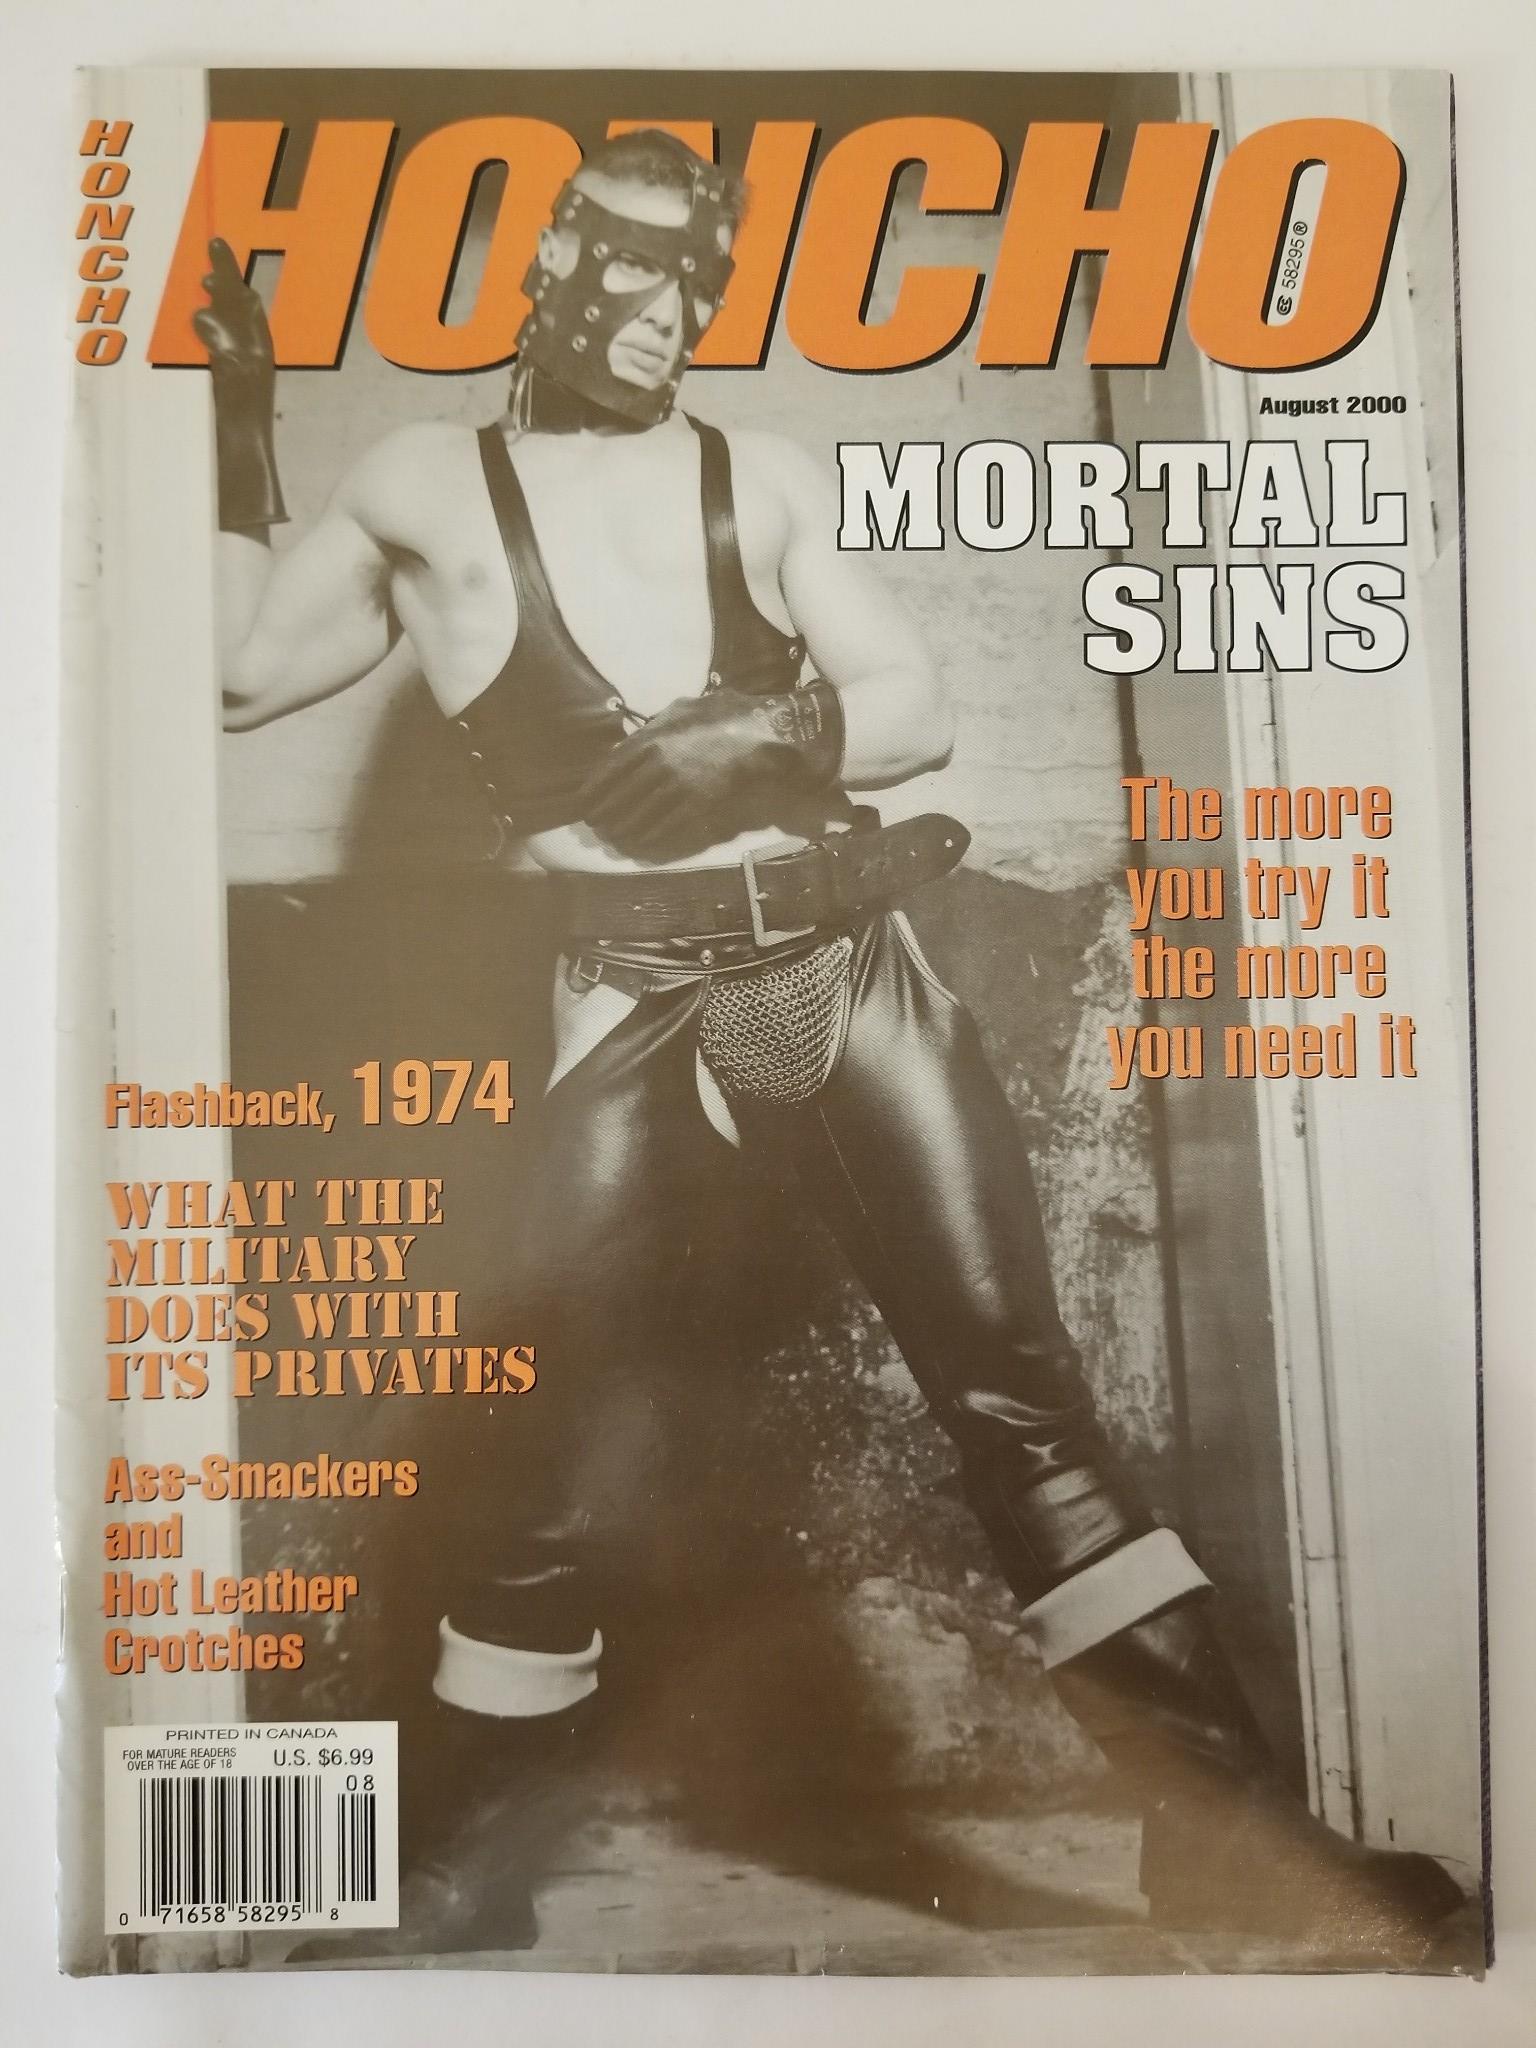 HONCHO
HONCHO
CC 58295®
August 2000
MORTAL
SINS
The more
you try it
the more
you need it
Flashback, 1974
WHAT THE
MILITARY
DOES WITH
ITS PRIVATES
Ass-Smackers
and
Hot Leather
Crotches
PRINTED IN CANADA
FOR MATURE READERS
OVER THE AGE OF 18
U.S. $6.99
08
0 71658 58295 8